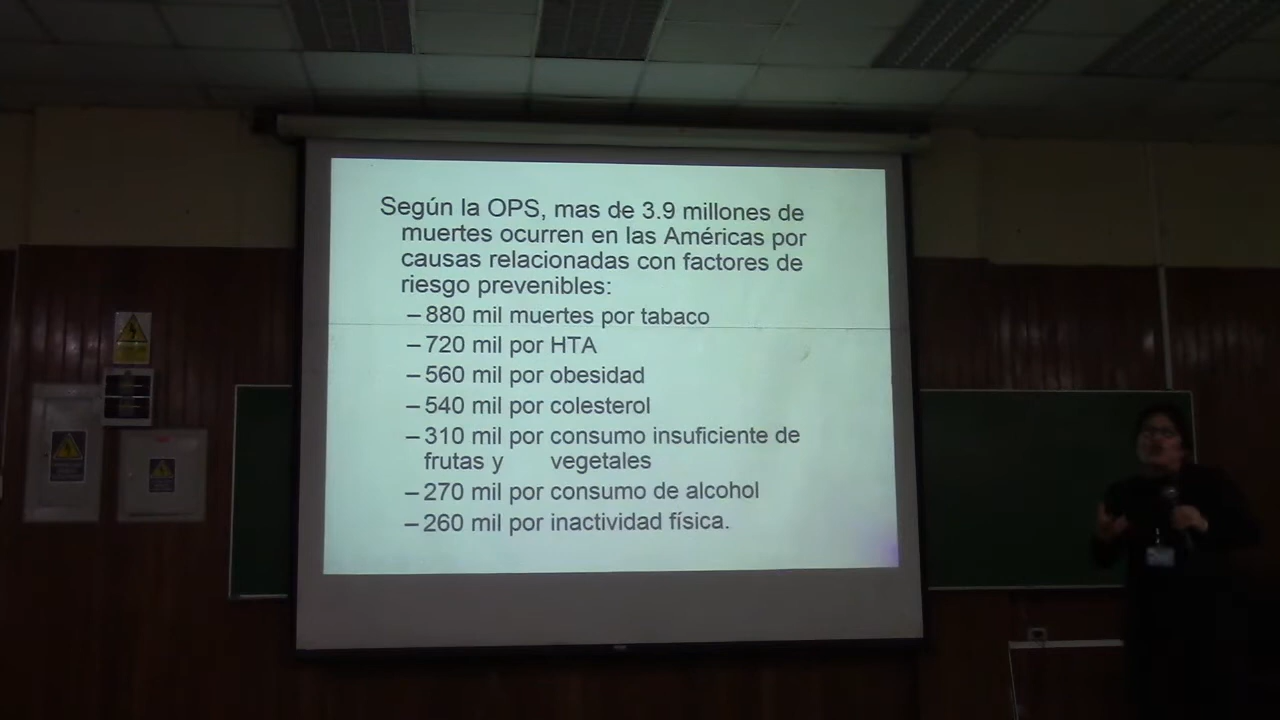 Según la OPS, mas de 3.9 millones de
muertes ocurren en las Américas por
causas relacionadas con factores de
riesgo prevenibles:
– 880 mil muertes por tabaco
– 720 mil por HTA
– 560 mil por obesidad
– 540 mil por colesterol
– 310 mil por consumo insuficiente de
frutas y vegetales
– 270 mil por consumo de alcohol
– 260 mil por inactividad física.